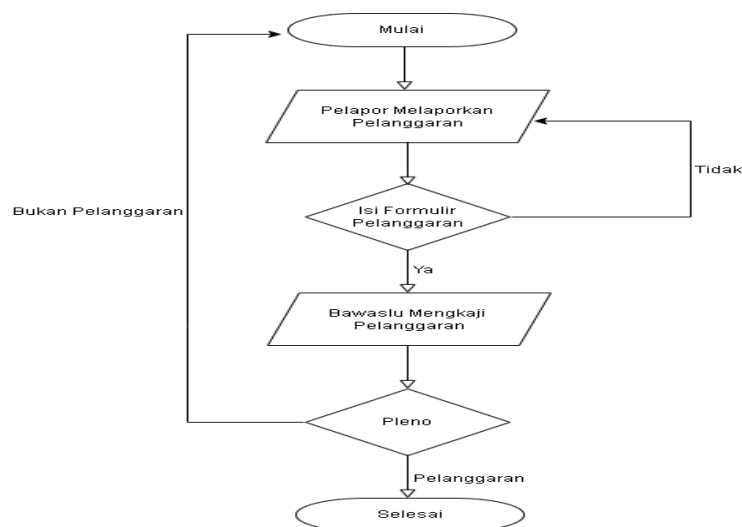 Mulai
Pelapor Melaporkan
Pelanggaran
Tidak
Isi Formulir
Pelanggaran
Bukan Pelanggaran
Ya
Bawaslu Mengkaji
Pelanggaran
Pleno
Pelanggaran
Selesai